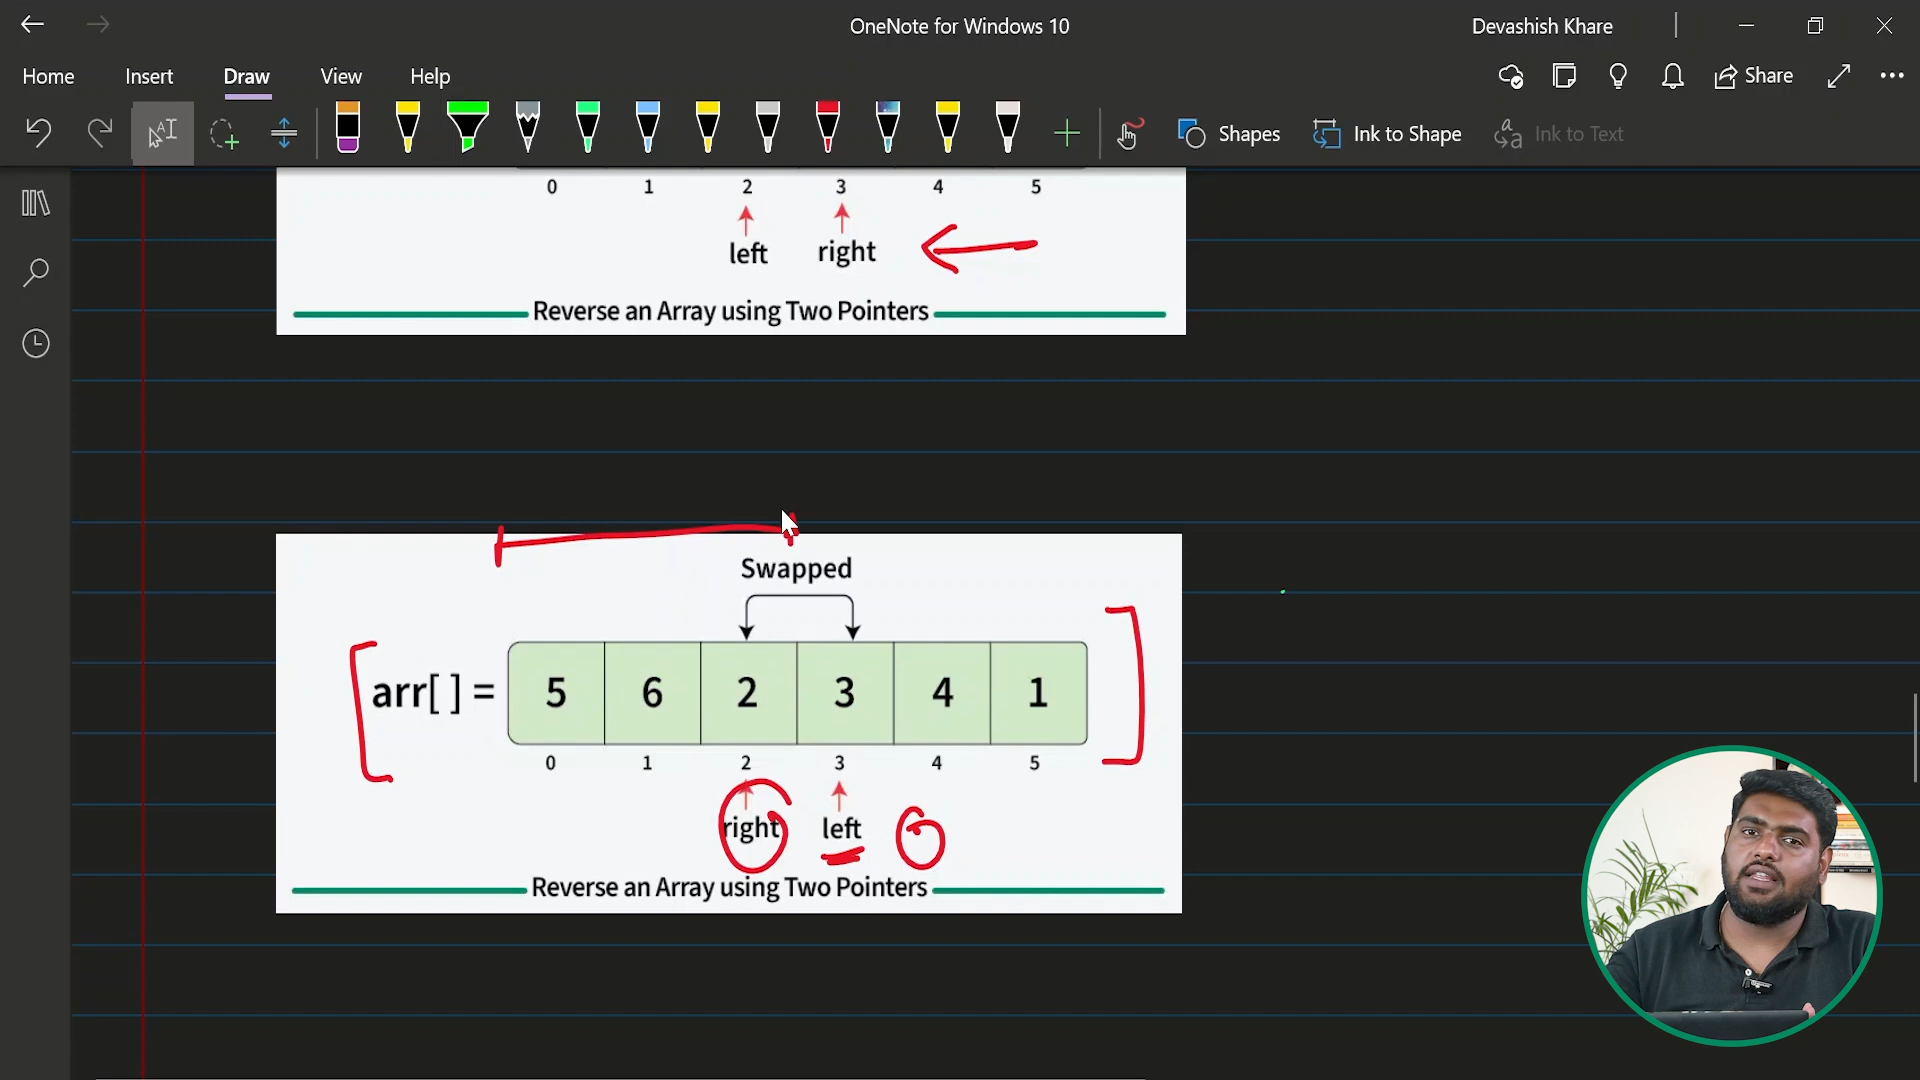 OneNote for Windows 10
Devashish Khare
Home Insert Draw View Help
Share
Shapes Ink to Shape Ink to Text
0 1 2 3 4 5
left right
Reverse an Array using Two Pointers
Swapped
arr[ ] = 5 6 2 3 4 1
0 1 2 3 4 5
right left
Reverse an Array using Two Pointers